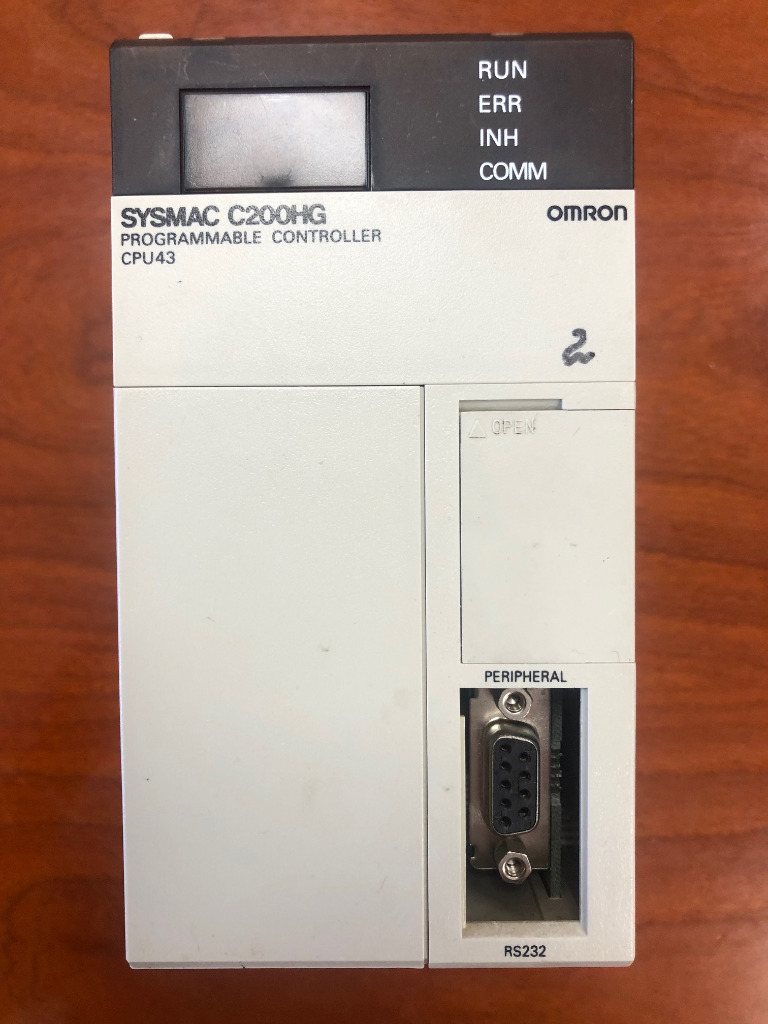 RUN
ERR
INH
COMM
SYSMAC C200HG
OMRON
PROGRAMMABLE CONTROLLER
CPU43
2
△ OPEN
PERIPHERAL
RS232